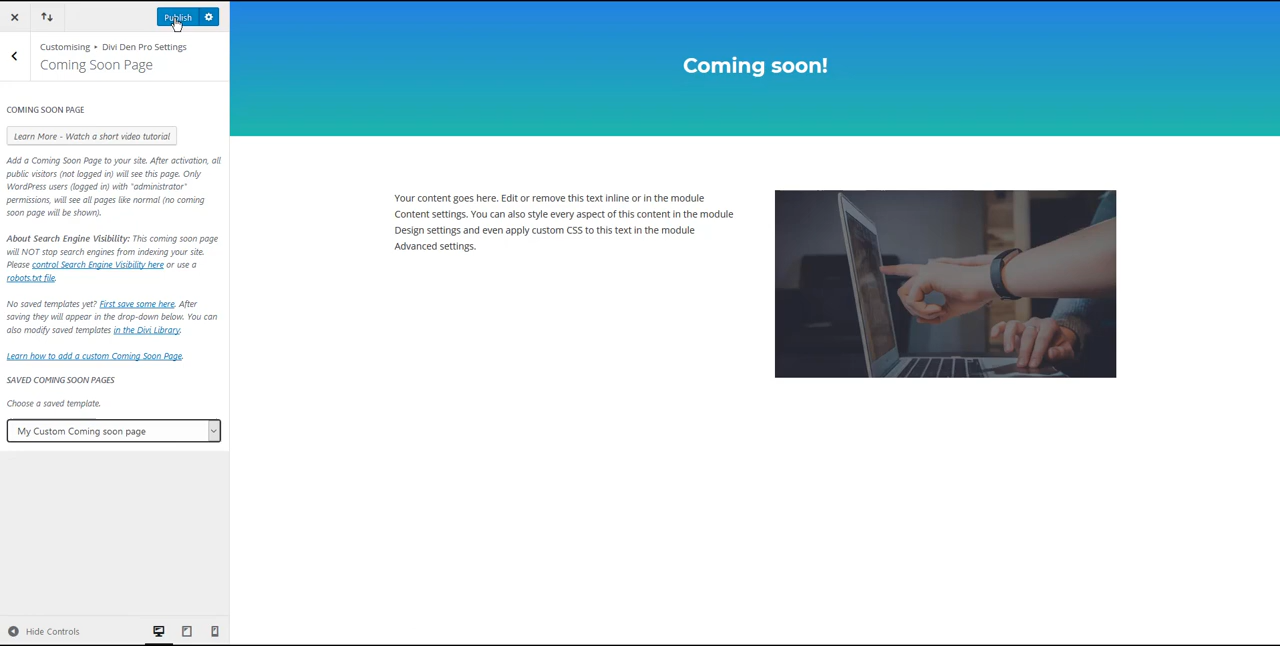 Publish
Customising ▸ Divi Den Pro Settings
Coming Soon Page
COMING SOON PAGE
Learn More - Watch a short video tutorial
Add a Coming Soon Page to your site. After activation, all
public visitors (not logged in) will see this page. Only
WordPress users (logged in) with "administrator"
permissions, will see all pages like normal (no coming
soon page will be shown).
About Search Engine Visibility: This coming soon page
will NOT stop search engines from indexing your site.
Please control Search Engine Visibility here or use a
robots.txt file.
No saved templates yet? First save some here. After
saving they will appear in the drop-down below. You can
also modify saved templates in the Divi Library.
Learn how to add a custom Coming Soon Page.
SAVED COMING SOON PAGES
Choose a saved template.
My Custom Coming soon page
Hide Controls
Coming soon!
Your content goes here. Edit or remove this text inline or in the module
Content settings. You can also style every aspect of this content in the module
Design settings and even apply custom CSS to this text in the module
Advanced settings.